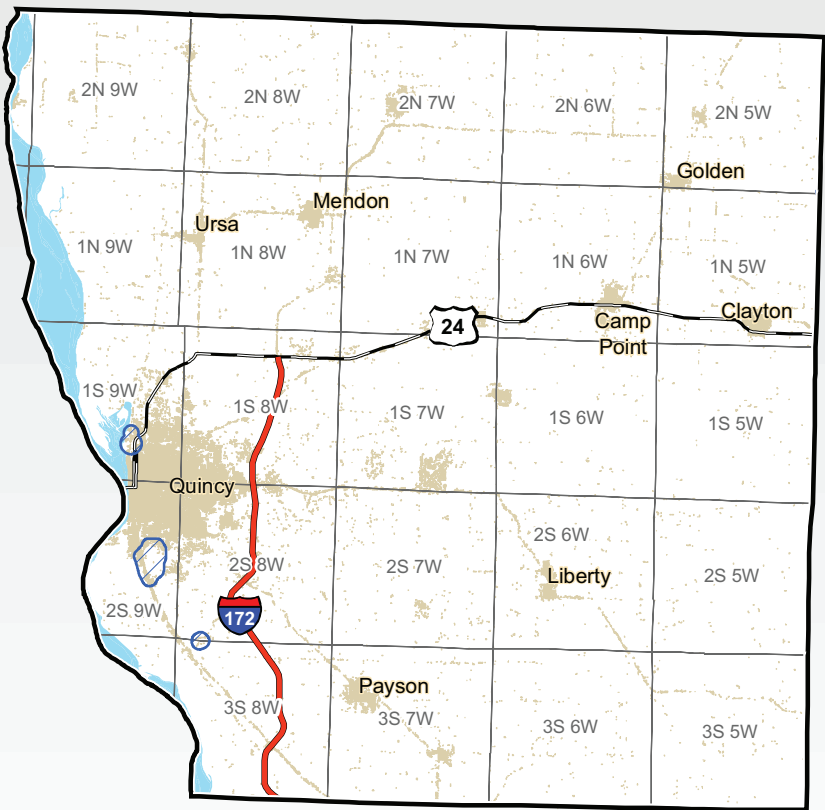 2N 9W
2N 8W
2N 7W
2N 6W
2N 5W
Golden
Mendon
Ursa
1N 9W
1N 8W
1N 7W
1N 6W
1N 5W
24
Camp
Point
Clayton
1S 9W
1S 8W
1S 7W
1S 6W
1S 5W
Quincy
2S 6W
2S 8W
2S 7W
Liberty
2S 5W
2S 9W
172
Payson
3S 8W
3S 7W
3S 6W
3S 5W